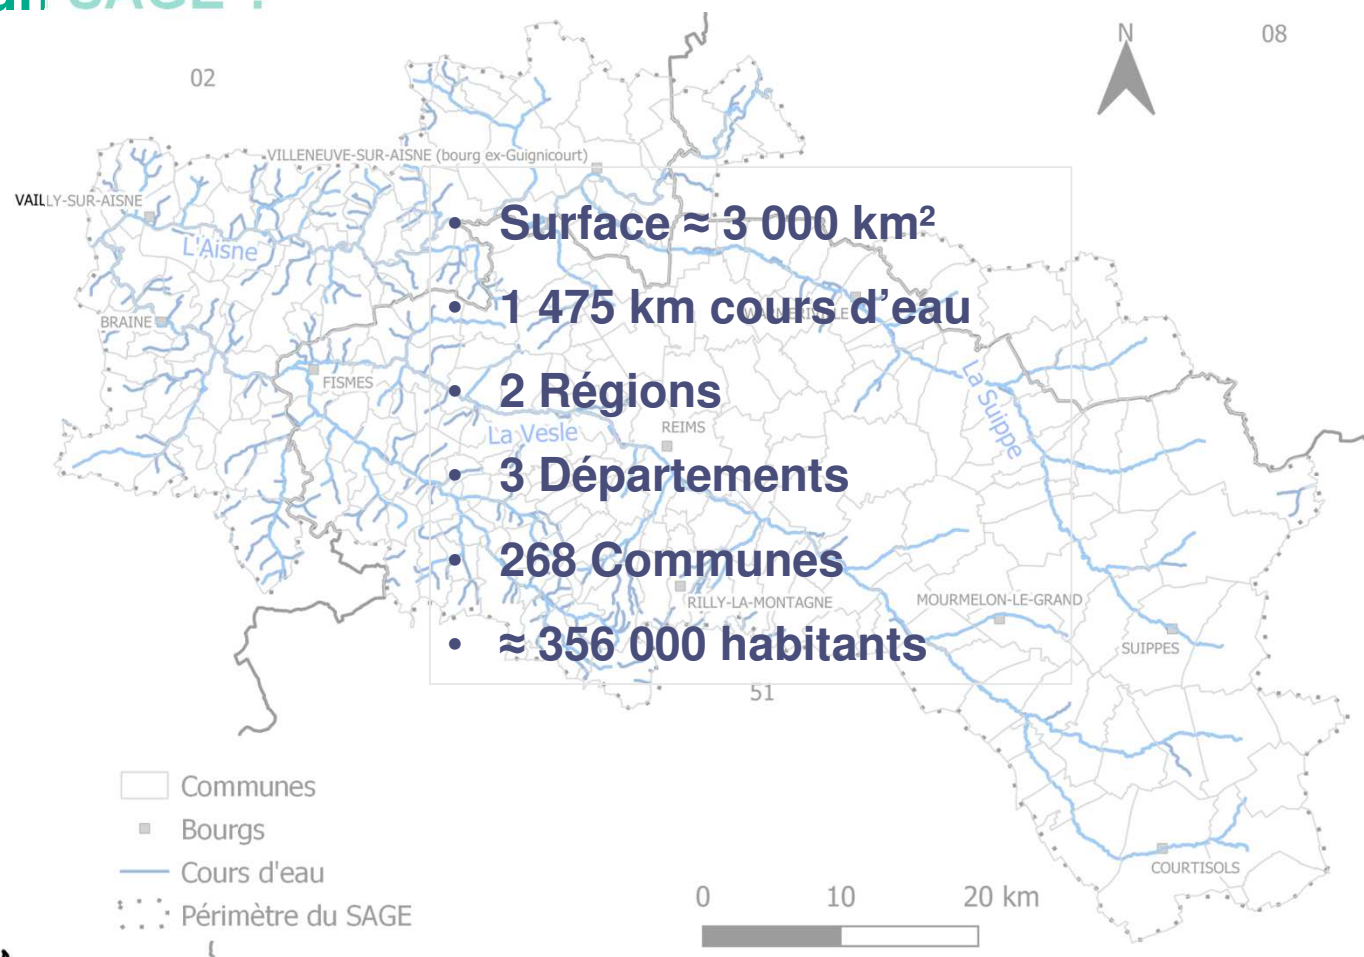 un SAGE ?
N
08
02
VILLENEUVE-SUR-AISNE (bourg ex-Guignicourt)
VAILLY-SUR-AISNE
• Surface ≈ 3 000 km²
L'Aisne
• 1 475 km cours d'eau
WARMERIVILLE
BRAINE
La Suippe
FISMES
• 2 Régions
REIMS
La Vesle
• 3 Départements
• 268 Communes
RILLY-LA-MONTAGNE
MOURMELON-LE-GRAND
• ≈ 356 000 habitants
SUIPPES
51
Communes
Bourgs
Cours d'eau
Périmètre du SAGE
COURTISOLS
0 10 20 km